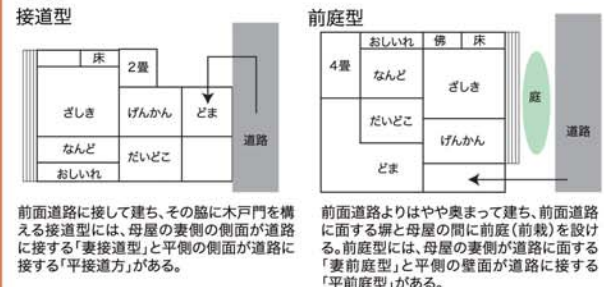 接道型
床
2畳
ざしき
げんかん
どま
なんど
だいどこ
おしいれ
道路
前面道路に接して建ち、その脇に木戸門を構
える接道型には、母屋の妻側の側面が道路
に接する「妻接道型」と平側の側面が道路に
接する「平接道方」がある。
前庭型
おしいれ
佛
床
4畳
なんど
ざしき
だいどこ
げんかん
どま
庭
道路
前面道路よりはやや奥まって建ち、前面道路
に面する塀と母屋の間に前庭(前栽)を設け
る。前庭型には、母屋の妻側が道路に面する
「妻前庭型」と平側の壁面が道路に接する
「平前庭型」がある。